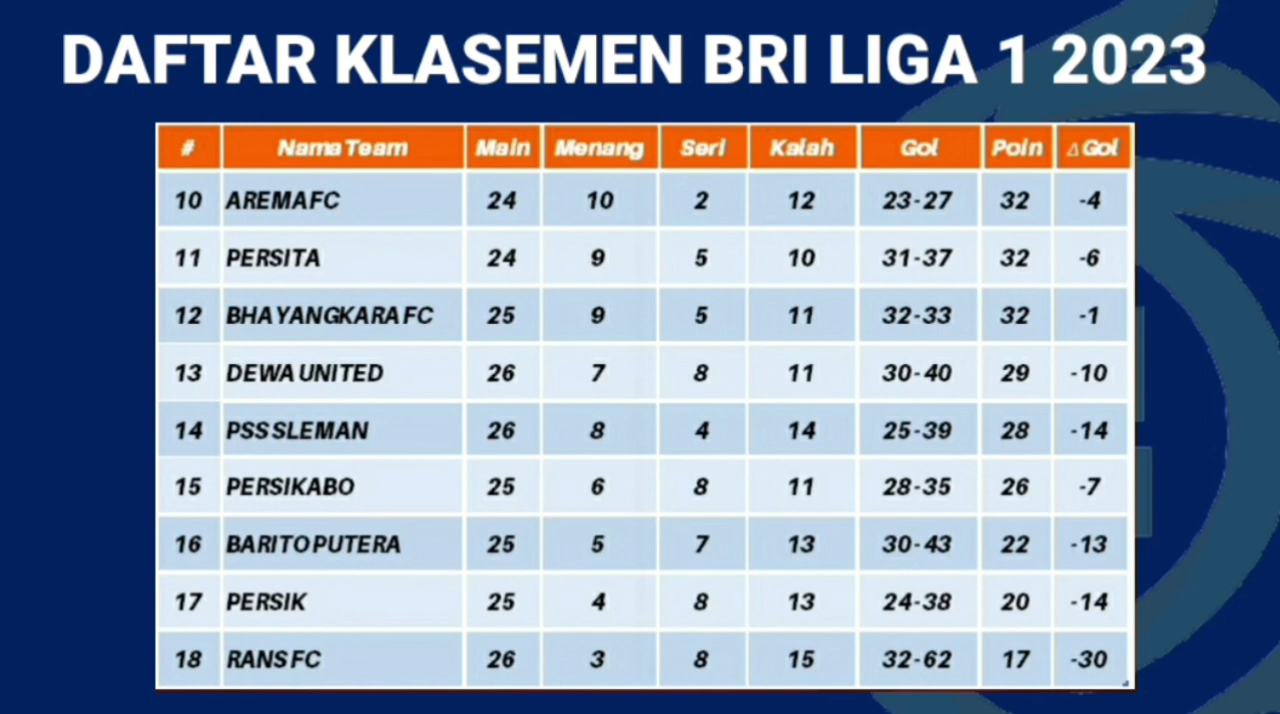 DAFTAR KLASEMEN BRI LIGA 1 2023
# Nama Team Main Menang Seri Kalah Gol Poin △ Gol
10 AREMA FC 24 10 2 12 23-27 32 -4
11 PERSITA 24 9 5 10 31-37 32 -6
12 BHAYANGKARA FC 25 9 5 11 32-33 32 -1
13 DEWA UNITED 26 7 8 11 30-40 29 -10
14 PSS SLEMAN 26 8 4 14 25-39 28 -14
15 PERSIKABO 25 6 8 11 28-35 26 -7
16 BARITO PUTERA 25 5 7 13 30-43 22 -13
17 PERSIK 25 4 8 13 24-38 20 -14
18 RANS FC 26 3 8 15 32-62 17 -30